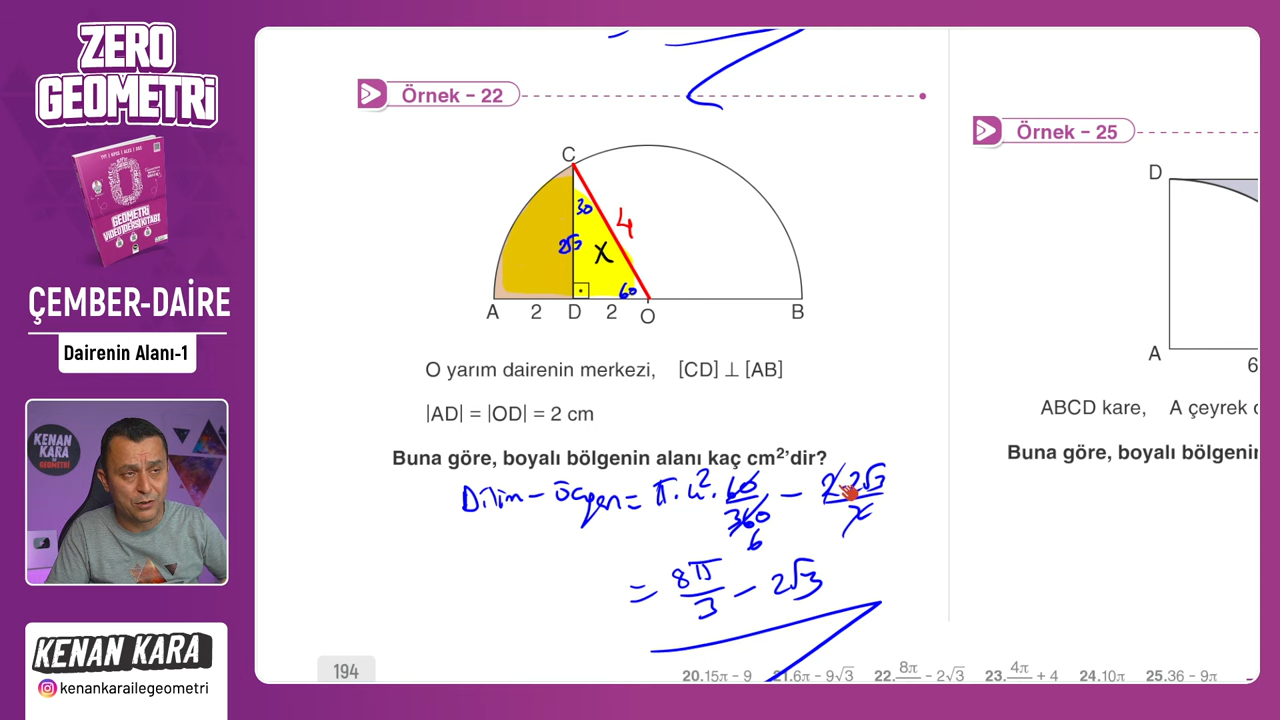 ZERO
GEOMETRİ
GEOMETRİ
VİDEO DERS KİTABI
ÇEMBER-DAİRE
Dairenin Alanı-1
KENAN
KARA
GEOMETRİ
KENAN KARA
kenankarailegeometri
Örnek - 22
C
30
4
2√3
X
60
A 2 D 2 O B
O yarım dairenin merkezi, [CD] ⊥ [AB]
|AD| = |OD| = 2 cm
Buna göre, boyalı bölgenin alanı kaç cm²'dir?
Dilim - Üçgen = π.4².60/360 - 2.2√3/2
6
= 8π/3 - 2√3
194
20.15π - 9 21.6π - 9√3 22.8π/3 - 2√3 23.4π/3 + 4 24.10π 25.36 - 9π
Örnek - 25
D
A
6
ABCD kare, A çeyrek
Buna göre, boyalı